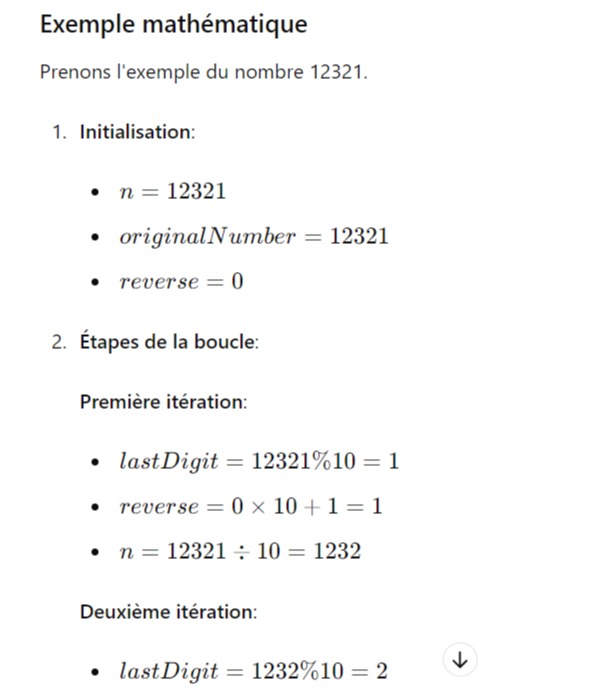 Exemple mathématique
Prenons l'exemple du nombre 12321.
1. Initialisation:
• n = 12321
• originalNumber = 12321
• reverse = 0
2. Étapes de la boucle:
Première itération:
• lastDigit = 12321%10 = 1
• reverse = 0 × 10 + 1 = 1
• n = 12321 ÷ 10 = 1232
Deuxième itération:
• lastDigit = 1232%10 = 2